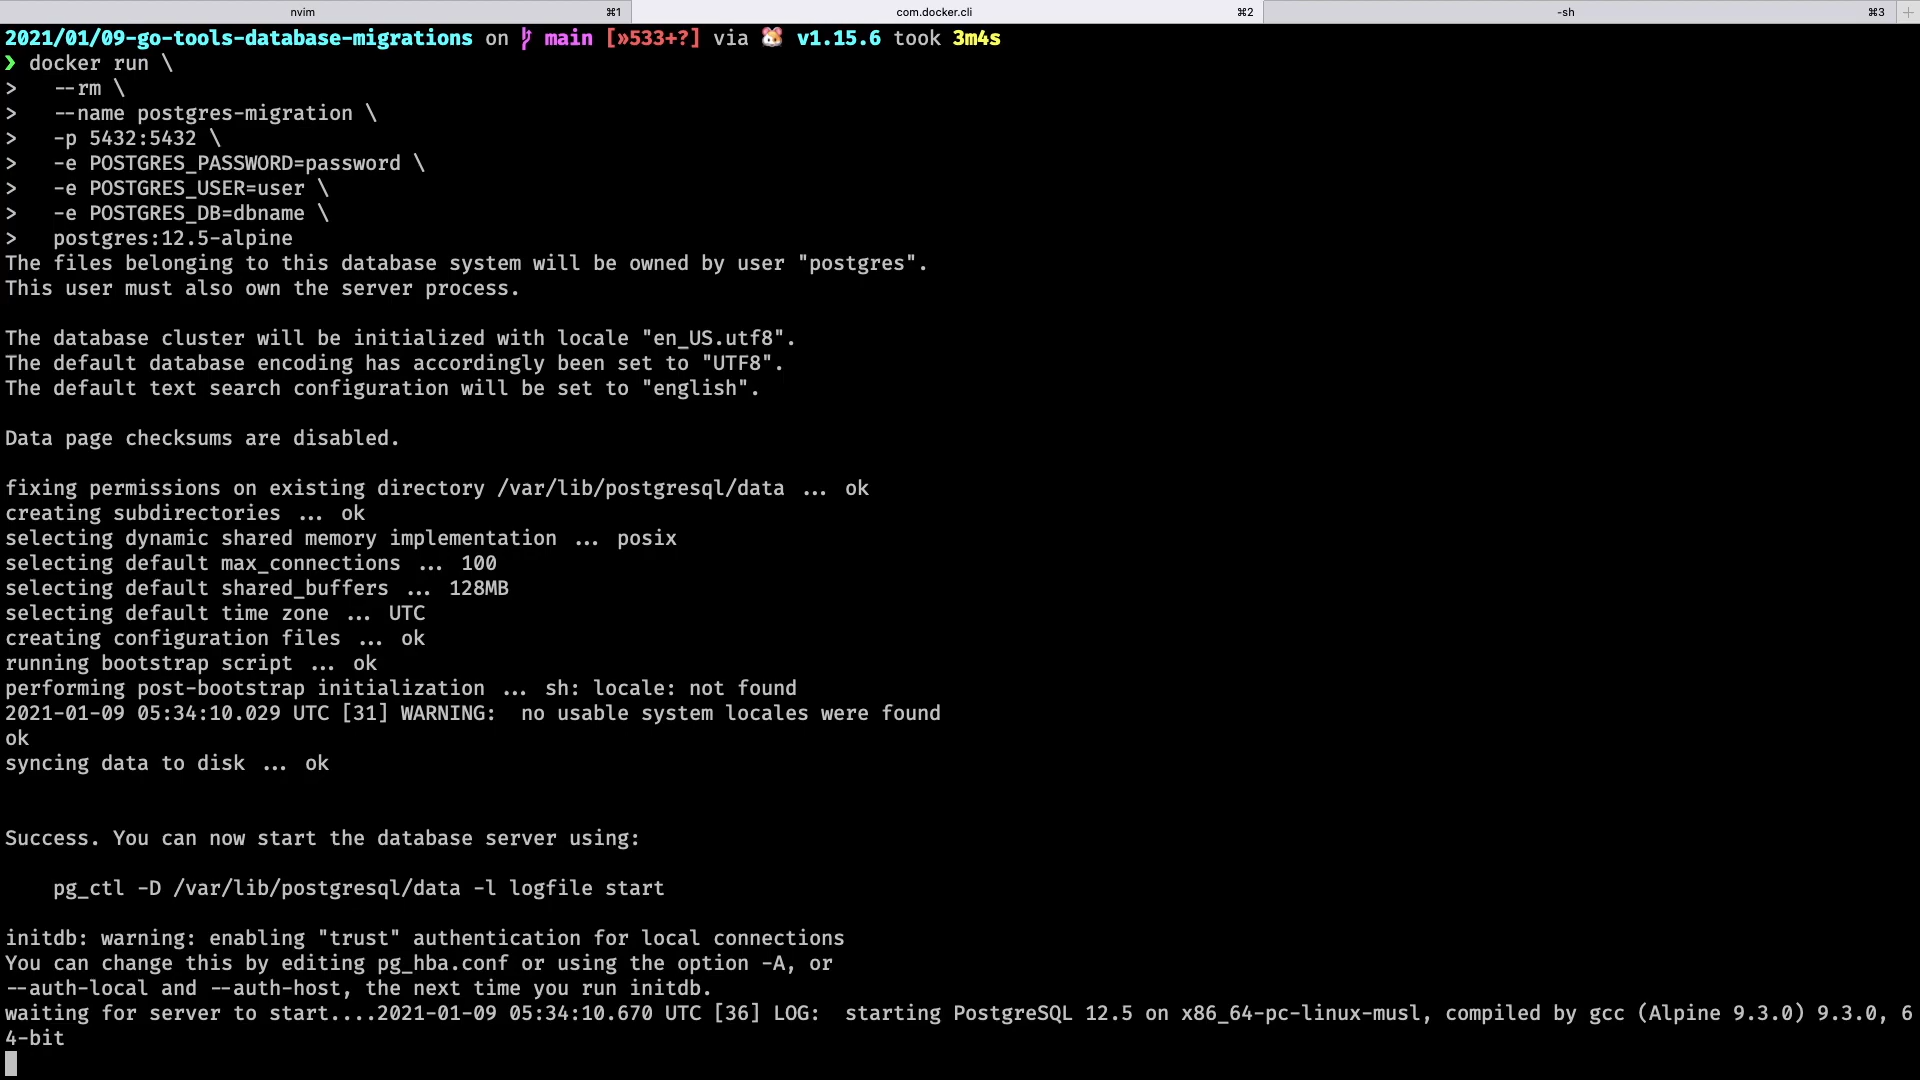 nvim ⌘1 com.docker.cli ⌘2 -sh ⌘3 +
2021/01/09-go-tools-database-migrations on main [»533+?] via 🐹 v1.15.6 took 3m4s
❯ docker run \
>   --rm \
>   --name postgres-migration \
>   -p 5432:5432 \
>   -e POSTGRES_PASSWORD=password \
>   -e POSTGRES_USER=user \
>   -e POSTGRES_DB=dbname \
>   postgres:12.5-alpine
The files belonging to this database system will be owned by user "postgres".
This user must also own the server process.
The database cluster will be initialized with locale "en_US.utf8".
The default database encoding has accordingly been set to "UTF8".
The default text search configuration will be set to "english".
Data page checksums are disabled.
fixing permissions on existing directory /var/lib/postgresql/data ... ok
creating subdirectories ... ok
selecting dynamic shared memory implementation ... posix
selecting default max_connections ... 100
selecting default shared_buffers ... 128MB
selecting default time zone ... UTC
creating configuration files ... ok
running bootstrap script ... ok
performing post-bootstrap initialization ... sh: locale: not found
2021-01-09 05:34:10.029 UTC [31] WARNING:  no usable system locales were found
ok
syncing data to disk ... ok
Success. You can now start the database server using:
    pg_ctl -D /var/lib/postgresql/data -l logfile start
initdb: warning: enabling "trust" authentication for local connections
You can change this by editing pg_hba.conf or using the option -A, or
--auth-local and --auth-host, the next time you run initdb.
waiting for server to start....2021-01-09 05:34:10.670 UTC [36] LOG:  starting PostgreSQL 12.5 on x86_64-pc-linux-musl, compiled by gcc (Alpine 9.3.0) 9.3.0, 6
4-bit